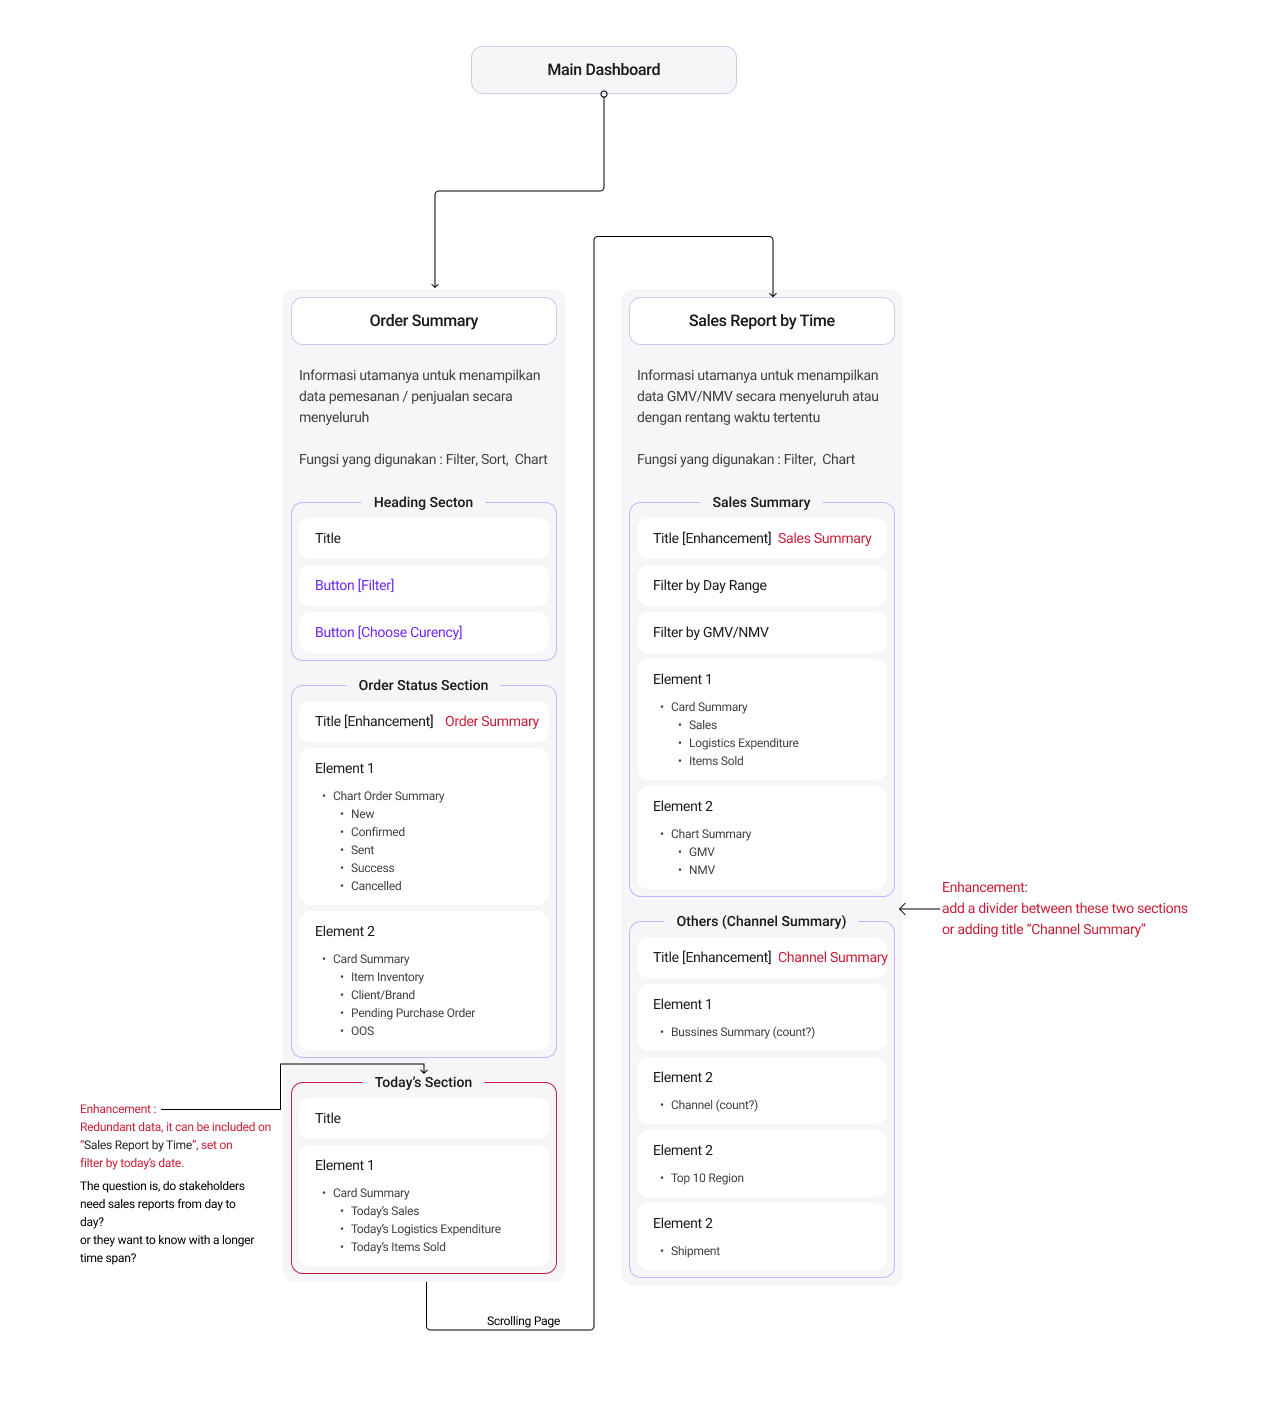 Main Dashboard
Order Summary
Informasi utamanya untuk menampilkan
data pemesanan / penjualan secara
menyeluruh
Fungsi yang digunakan : Filter, Sort, Chart
Heading Secton
Title
Button [Filter]
Button [Choose Curency]
Order Status Section
Title [Enhancement] Order Summary
Element 1
• Chart Order Summary
• New
• Confirmed
• Sent
• Success
• Cancelled
Element 2
• Card Summary
• Item Inventory
• Client/Brand
• Pending Purchase Order
• OOS
Today's Section
Title
Element 1
• Card Summary
• Today's Sales
• Today's Logistics Expenditure
• Today's Items Sold
Enhancement :
Redundant data, it can be included on
“Sales Report by Time”, set on
filter by today's date.
The question is, do stakeholders
need sales reports from day to
day?
or they want to know with a longer
time span?
Scrolling Page
Sales Report by Time
Informasi utamanya untuk menampilkan
data GMV/NMV secara menyeluruh atau
dengan rentang waktu tertentu
Fungsi yang digunakan : Filter, Chart
Sales Summary
Title [Enhancement] Sales Summary
Filter by Day Range
Filter by GMV/NMV
Element 1
• Card Summary
• Sales
• Logistics Expenditure
• Items Sold
Element 2
• Chart Summary
• GMV
• NMV
Enhancement:
add a divider between these two sections
or adding title “Channel Summary”
Others (Channel Summary)
Title [Enhancement] Channel Summary
Element 1
• Bussines Summary (count?)
Element 2
• Channel (count?)
Element 2
• Top 10 Region
Element 2
• Shipment